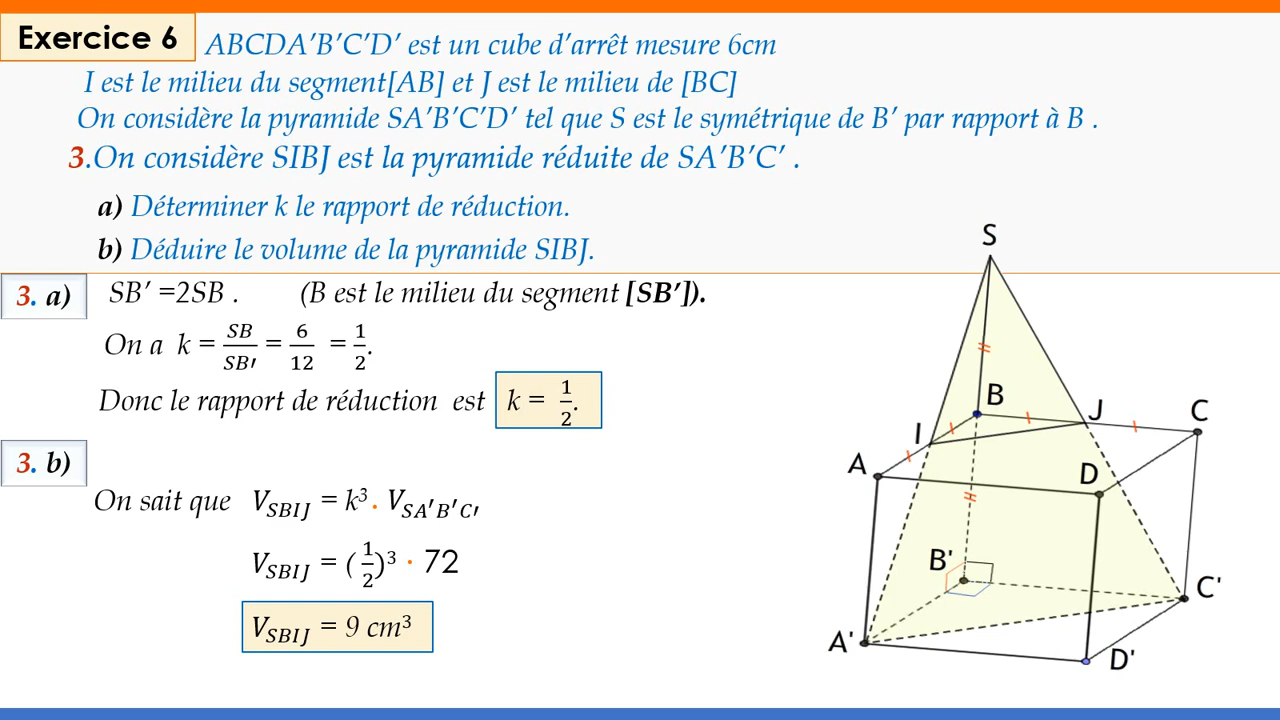 Exercice 6
ABCDA’B’C’D’ est un cube d’arrêt mesure 6cm
I est le milieu du segment[AB] et J est le milieu de [BC]
On considère la pyramide SA’B’C’D’ tel que S est le symétrique de B’ par rapport à B .
3.On considère SIBJ est la pyramide réduite de SA’B’C’ .
a) Déterminer k le rapport de réduction.
b) Déduire le volume de la pyramide SIBJ.
3. a) SB’ =2SB . (B est le milieu du segment [SB’]).
On a k = SB/SB′ = 6/12 = 1/2.
Donc le rapport de réduction est k = 1/2.
3. b)
On sait que V_SBIJ = k³ · V_SA′B′C′
V_SBIJ = (1/2)³ · 72
V_SBIJ = 9 cm³
S
B
J
C
I
A
D
B'
C'
A'
D'